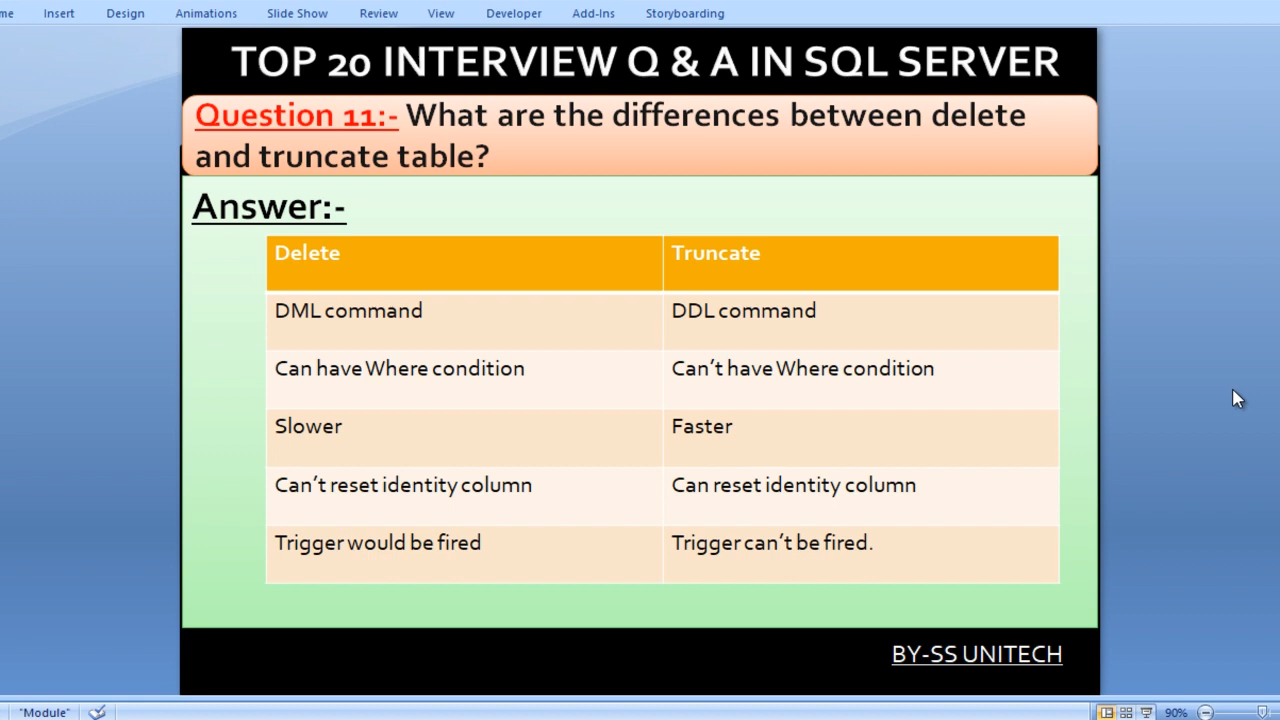 me Insert Design Animations Slide Show Review View Developer Add-Ins Storyboarding
TOP 20 INTERVIEW Q & A IN SQL SERVER
Question 11:- What are the differences between delete
and truncate table?
Answer:-
Delete Truncate
DML command DDL command
Can have Where condition Can’t have Where condition
Slower Faster
Can’t reset identity column Can reset identity column
Trigger would be fired Trigger can’t be fired.
BY-SS UNITECH
"Module" 90%